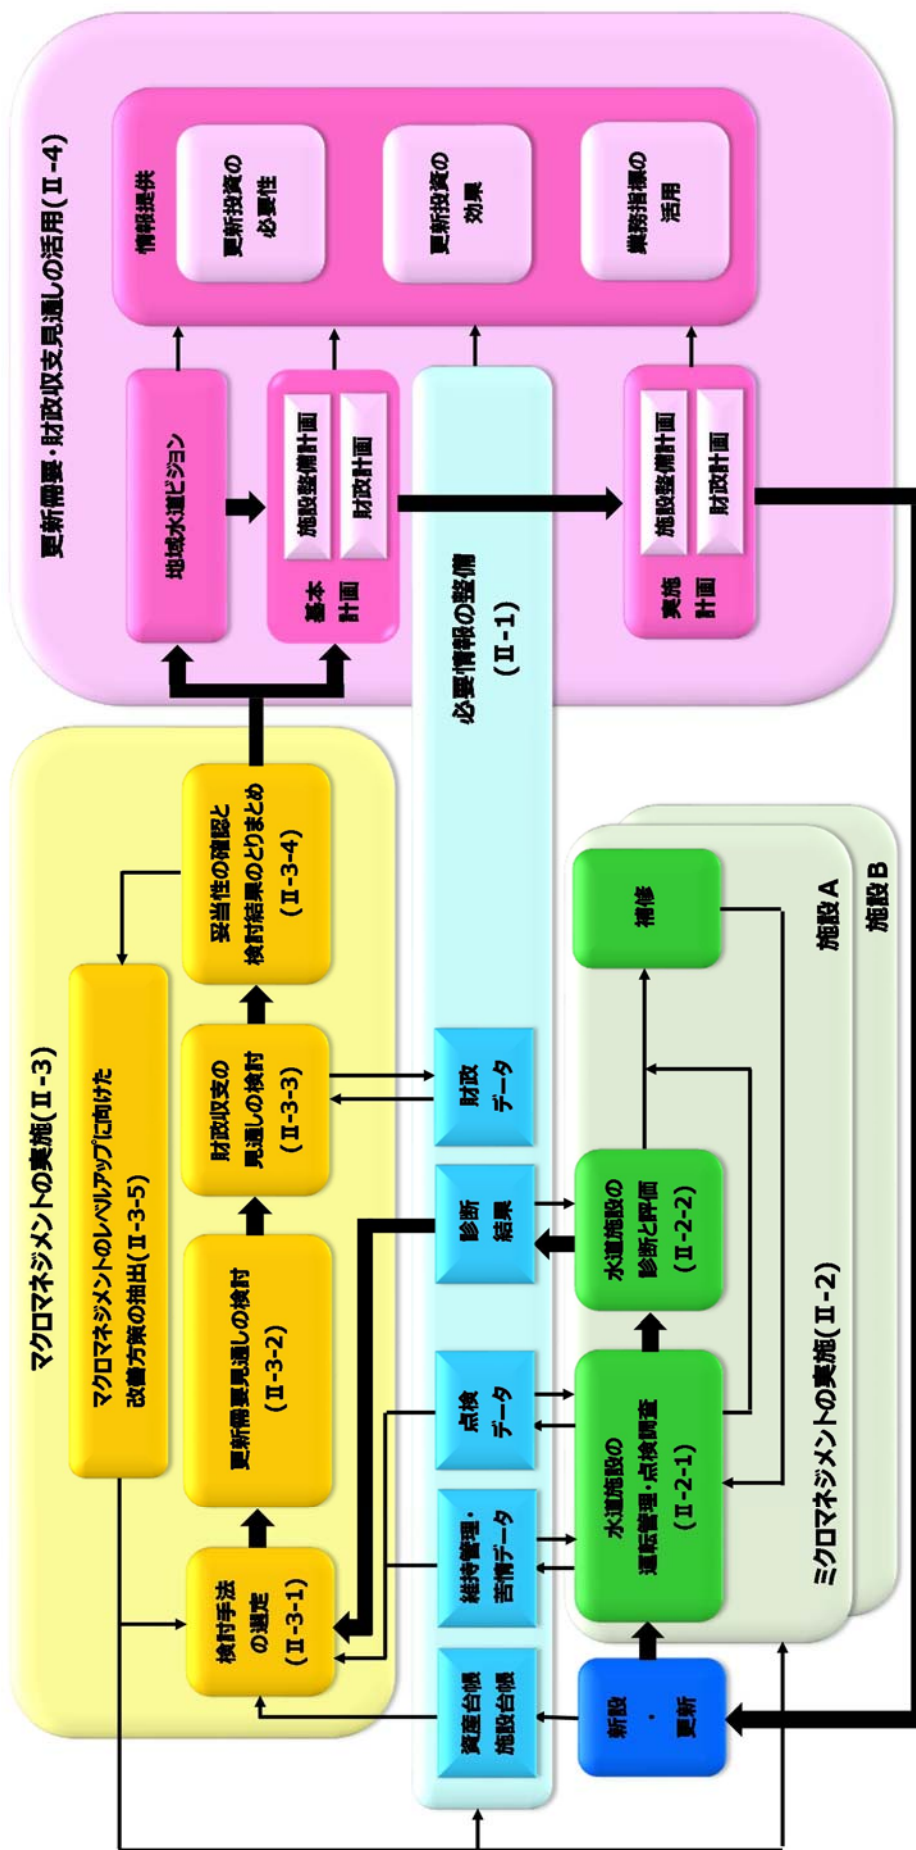 マクロマネジメントの実施(Ⅱ-3)
マクロマネジメントのレベルアップに向けた
改善方策の抽出(Ⅱ-3-5)
検討手法
の選定
(Ⅱ-3-1)
更新需要見通しの検討
(Ⅱ-3-2)
財政収支の
見通しの検討
(Ⅱ-3-3)
妥当性の確認と
検討結果のとりまとめ
(Ⅱ-3-4)
更新需要・財政収支見通しの活用(Ⅱ-4)
地域水道ビジョン
基本
計画
施設整備計画
財政計画
情報提供
更新投資の
必要性
更新投資の
効果
業務指標の
活用
実施
計画
施設整備計画
財政計画
必要情報の整備
(Ⅱ-1)
資産台帳
施設台帳
維持管理・
苦情データ
点検
データ
診断
結果
財政
データ
新設
・
更新
水道施設の
運転管理・点検調査
(Ⅱ-2-1)
水道施設の
診断と評価
(Ⅱ-2-2)
補修
ミクロマネジメントの実施(Ⅱ-2)
施設A
施設B